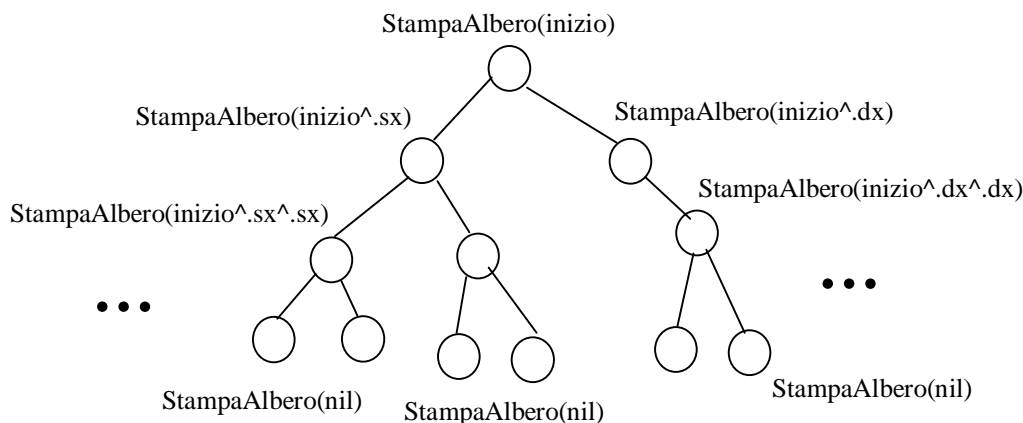 StampaAlbero(inizio)
StampaAlbero(inizio^.sx)
StampaAlbero(inizio^.dx)
StampaAlbero(inizio^.dx^.dx)
StampaAlbero(inizio^.sx^.sx)
...
...
StampaAlbero(nil)
StampaAlbero(nil)
StampaAlbero(nil)